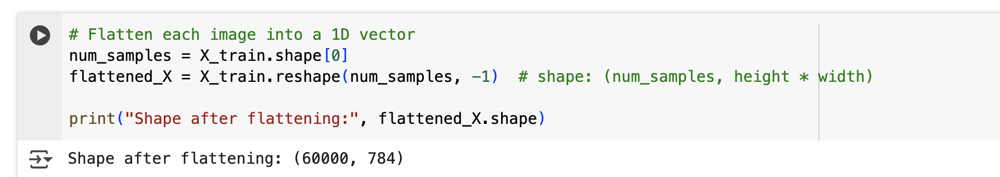 # Flatten each image into a 1D vector
num_samples = X_train.shape[0]
flattened_X = X_train.reshape(num_samples, -1)  # shape: (num_samples, height * width)
print("Shape after flattening:", flattened_X.shape)
Shape after flattening: (60000, 784)